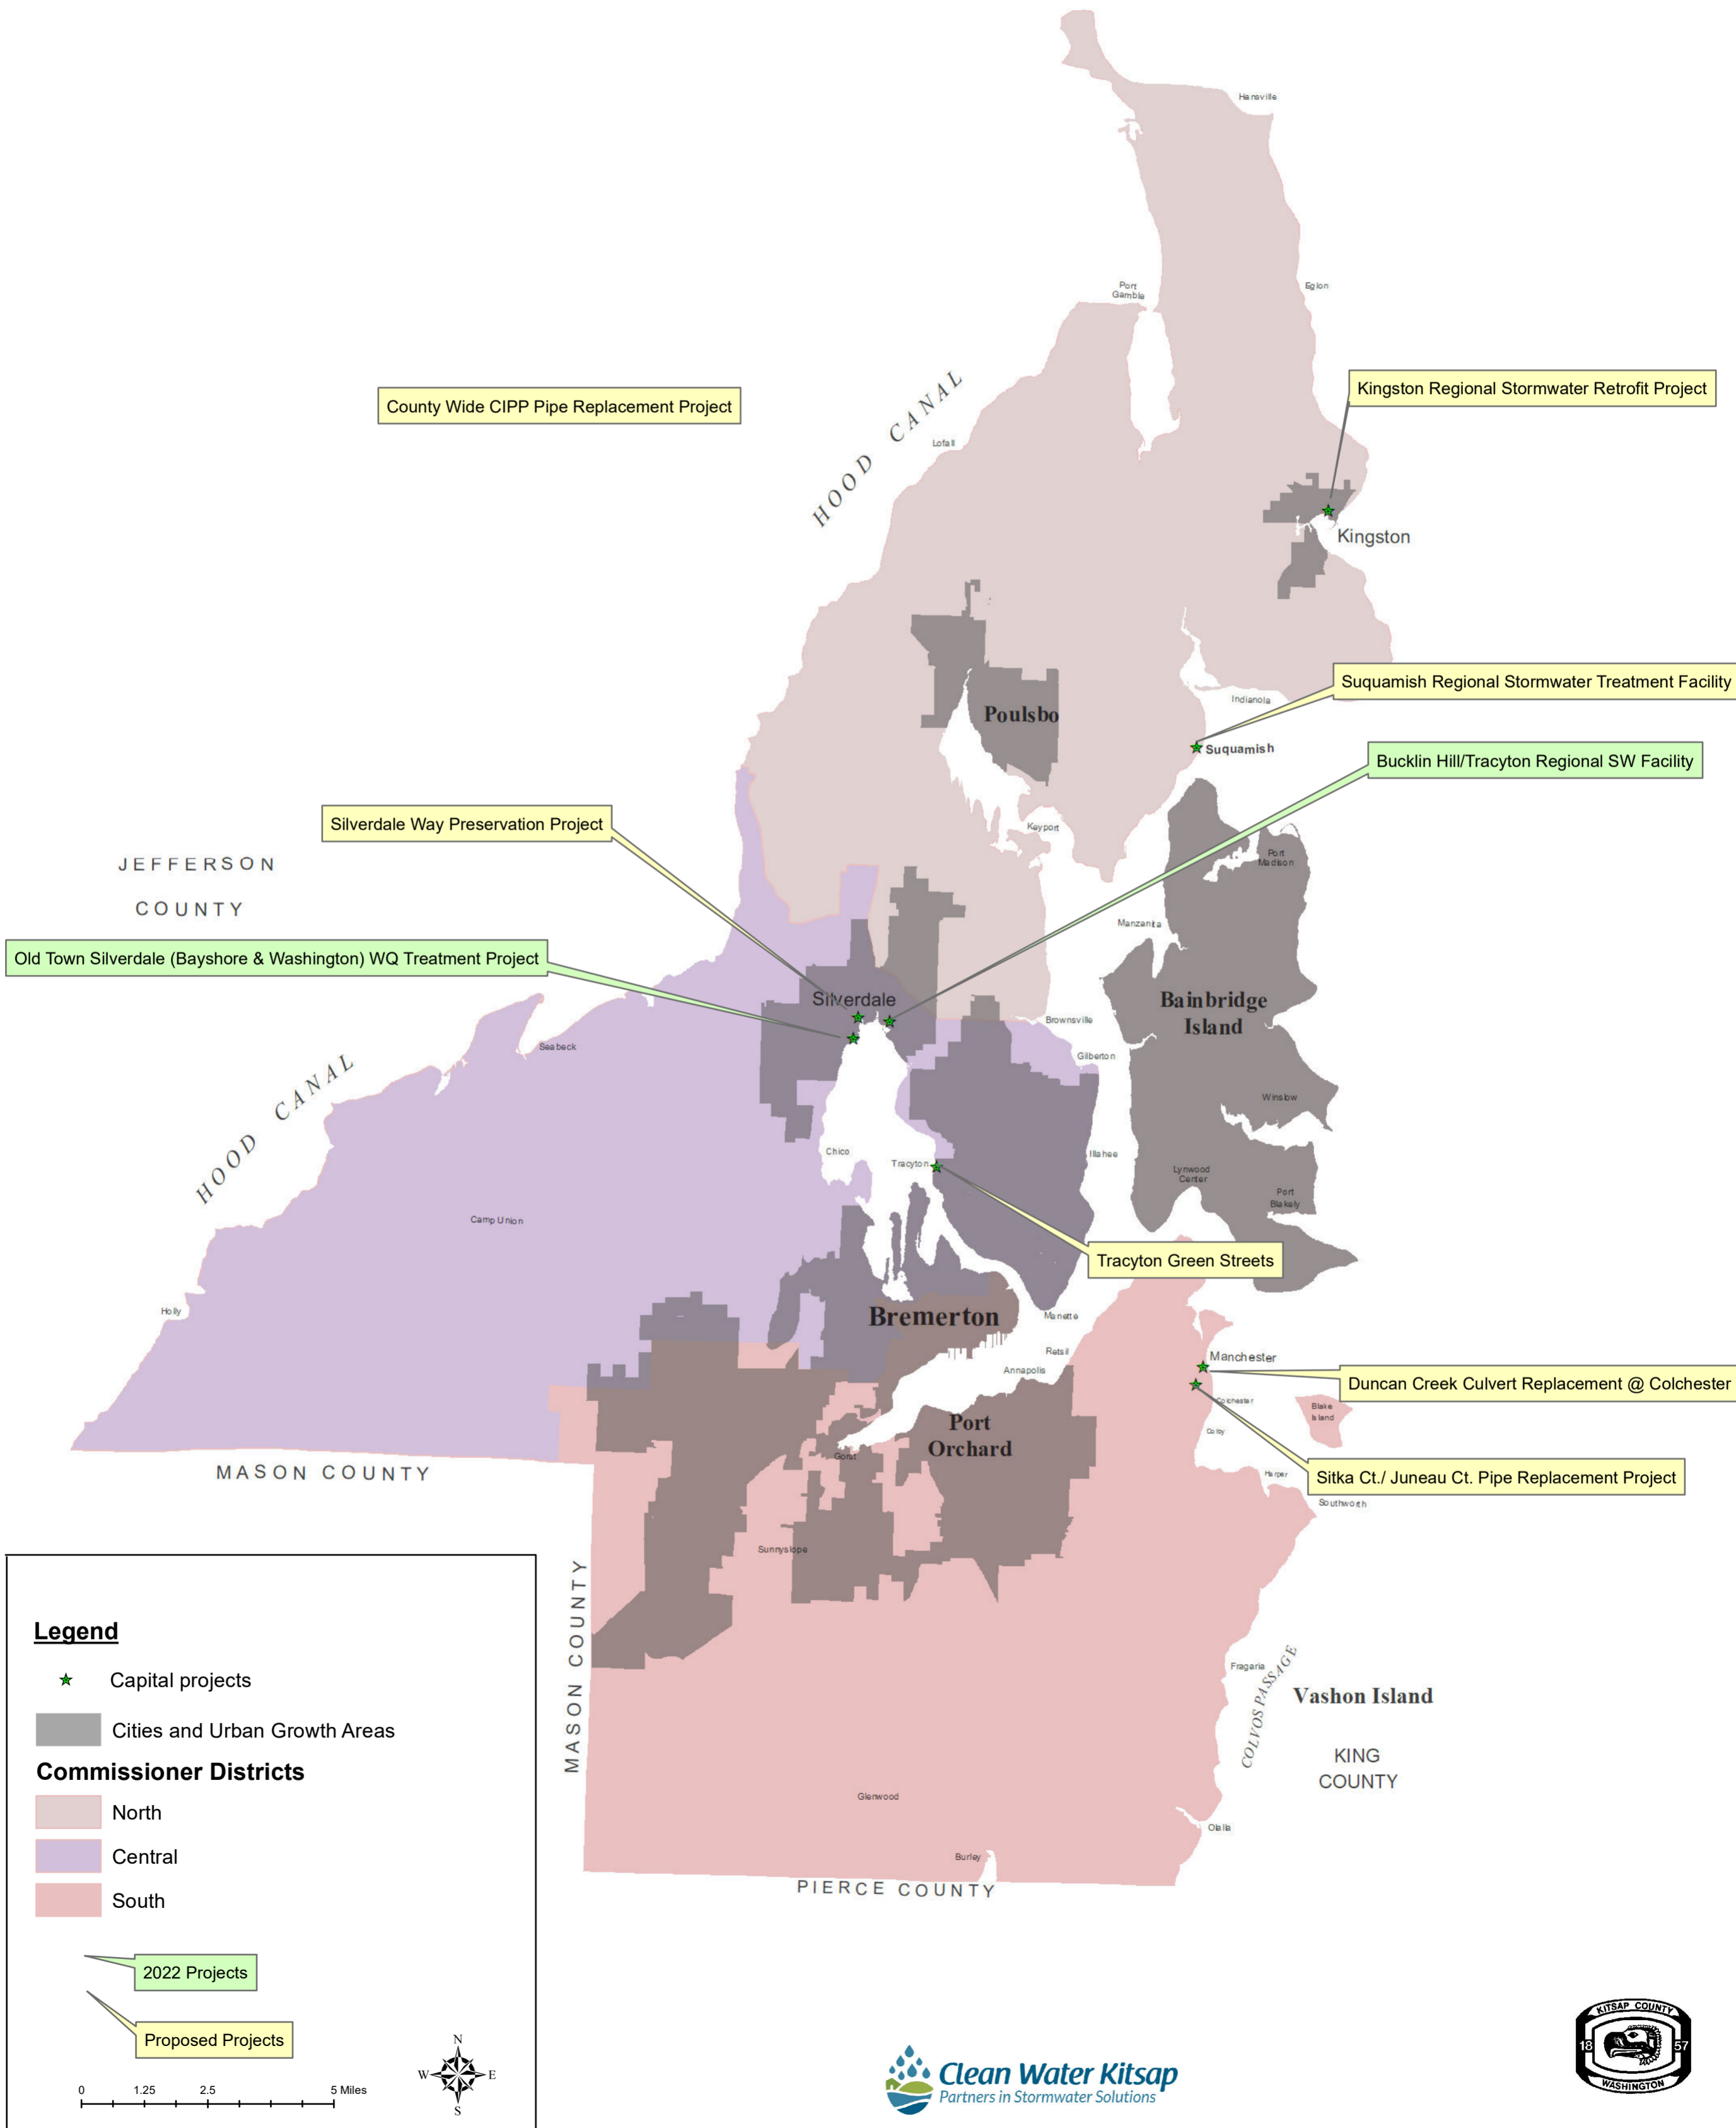 Hansville
Port
Gamble
Eglon
County Wide CIPP Pipe Replacement Project
Kingston Regional Stormwater Retrofit Project
HOOD CANAL
Lofall
Kingston
Suquamish Regional Stormwater Treatment Facility
Indianola
Poulsbo
Suquamish
Bucklin Hill/Tracyton Regional SW Facility
Silverdale Way Preservation Project
Keyport
Port
Madison
JEFFERSON
COUNTY
Manzanita
Old Town Silverdale (Bayshore & Washington) WQ Treatment Project
Silverdale
Bainbridge
Island
Brownsville
Seabeck
Gilberton
HOOD CANAL
Winslow
Chico
Tracyton
Illahee
Lynwood
Center
Port
Blakely
Camp Union
Tracyton Green Streets
Holly
Bremerton
Manette
Retsil
Manchester
Annapolis
Duncan Creek Culvert Replacement @ Colchester
Colchester
Blake
Island
Port
Orchard
Colby
Gorst
MASON COUNTY
Harper
Sitka Ct./ Juneau Ct. Pipe Replacement Project
Southworth
Sunnyslope
MASON COUNTY
Fragaria
COLVOS PASSAGE
Vashon Island
KING
COUNTY
Glenwood
Olalla
Burley
PIERCE COUNTY
Legend
Capital projects
Cities and Urban Growth Areas
Commissioner Districts
North
Central
South
2022 Projects
Proposed Projects
N
W E
S
0 1.25 2.5 5 Miles
Clean Water Kitsap
Partners in Stormwater Solutions
KITSAP COUNTY
18 57
WASHINGTON